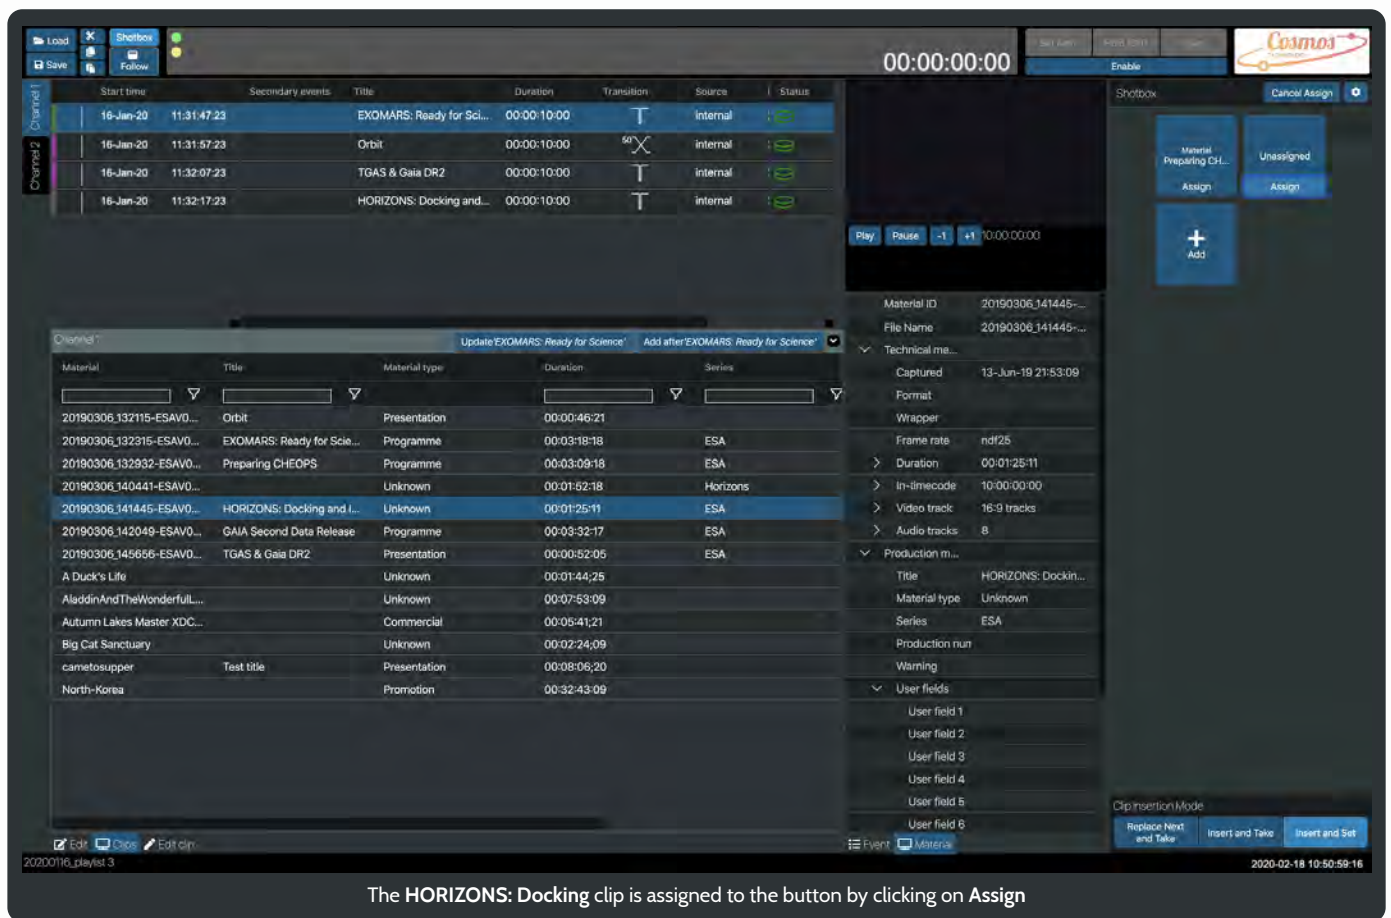 Load Shotbox
Save Follow
00:00:00:00
Enable
Cosmos
Channel 1
Channel 2
Start time Secondary events Title Duration Transition Source Status
16-Jan-20 11:31:47:23 EXOMARS: Ready for Sci... 00:00:10:00 internal
16-Jan-20 11:31:57:23 Orbit 00:00:10:00 50 internal
16-Jan-20 11:32:07:23 TGAS & Gaia DR2 00:00:10:00 internal
16-Jan-20 11:32:17:23 HORIZONS: Docking and... 00:00:10:00 internal
Play Pause -1 +1 10:00:00:00
Shotbox Cancel Assign
Material
Preparing CH...
Assign
Unassigned
Assign
+
Add
Channel 1 Update'EXOMARS: Ready for Science' Add after'EXOMARS: Ready for Science'
Material Title Material type Duration Series
20190306_132115-ESAV0... Orbit Presentation 00:00:46:21
20190306_132315-ESAV0... EXOMARS: Ready for Scie... Programme 00:03:18:18 ESA
20190306_132932-ESAV0... Preparing CHEOPS Programme 00:03:09:18 ESA
20190306_140441-ESAV0... Unknown 00:01:52:18 Horizons
20190306_141445-ESAV0... HORIZONS: Docking and I... Unknown 00:01:25:11 ESA
20190306_142049-ESAV0... GAIA Second Data Release Programme 00:03:32:17 ESA
20190306_145656-ESAV0... TGAS & Gaia DR2 Presentation 00:00:52:05 ESA
A Duck's Life Unknown 00:01:44;25
AladdinAndTheWonderfulL... Unknown 00:07:53:09
Autumn Lakes Master XDC... Commercial 00:05:41;21
Big Cat Sanctuary Unknown 00:02:24;09
cametosupper Test title Presentation 00:08:06;20
North-Korea Promotion 00:32:43:09
Material ID 20190306_141445-...
File Name 20190306_141445-...
Technical me...
Captured 13-Jun-19 21:53:09
Format
Wrapper
Frame rate ndf25
Duration 00:01:25:11
In-timecode 10:00:00:00
Video track 16:9 tracks
Audio tracks 8
Production m...
Title HORIZONS: Dockin...
Material type Unknown
Series ESA
Production nun
Warning
User fields
User field 1
User field 2
User field 3
User field 4
User field 5
User field 6
Clip Insertion Mode
Replace Next
and Take
Insert and Take
Insert and Set
Edit Clips Edit clip
Event Material
20200116_playlist 3 2020-02-18 10:50:59:16
The HORIZONS: Docking clip is assigned to the button by clicking on Assign